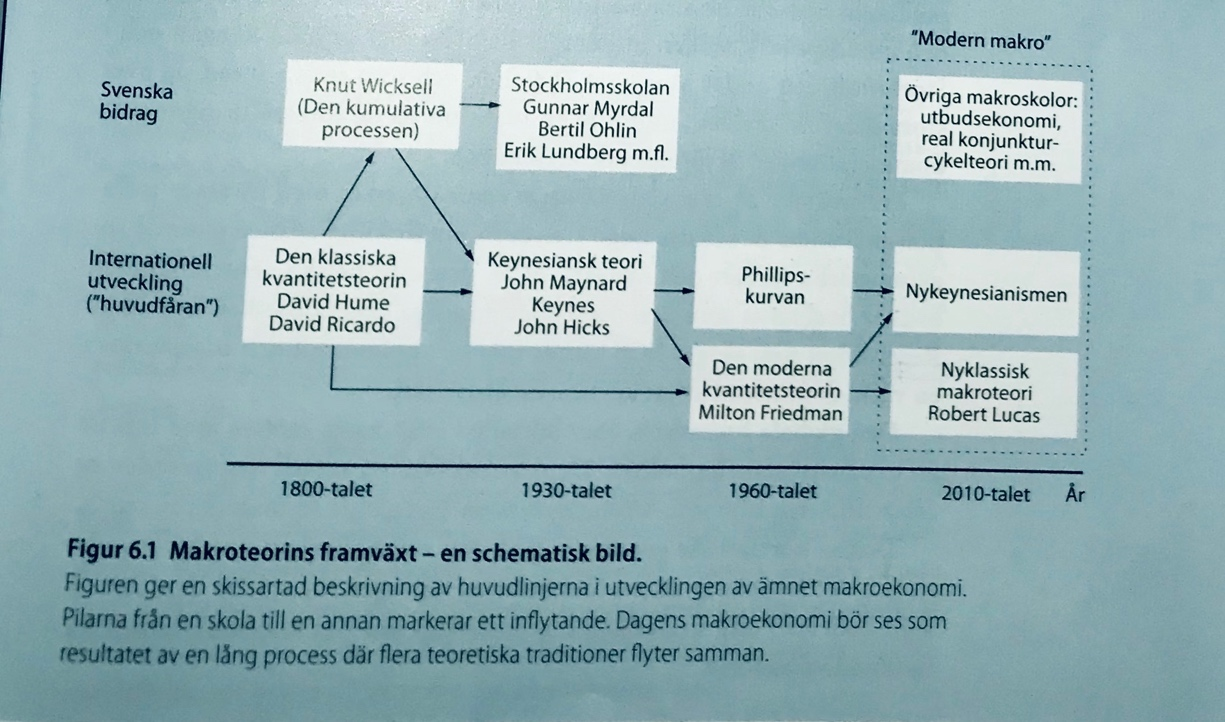 "Modern makro"
Svenska
bidrag
Knut Wicksell
(Den kumulativa
processen)
Stockholmsskolan
Gunnar Myrdal
Bertil Ohlin
Erik Lundberg m.fl.
Övriga makroskolor:
utbudsekonomi,
real konjunktur-
cykelteori m.m.
Internationell
utveckling
("huvudfåran")
Den klassiska
kvantitetsteorin
David Hume
David Ricardo
Keynesiansk teori
John Maynard
Keynes
John Hicks
Phillips-
kurvan
Nykeynesianismen
Den moderna
kvantitetsteorin
Milton Friedman
Nyklassisk
makroteori
Robert Lucas
1800-talet
1930-talet
1960-talet
2010-talet
År
Figur 6.1 Makroteorins framväxt – en schematisk bild.
Figuren ger en skissartad beskrivning av huvudlinjerna i utvecklingen av ämnet makroekonomi.
Pilarna från en skola till en annan markerar ett inflytande. Dagens makroekonomi bör ses som
resultatet av en lång process där flera teoretiska traditioner flyter samman.